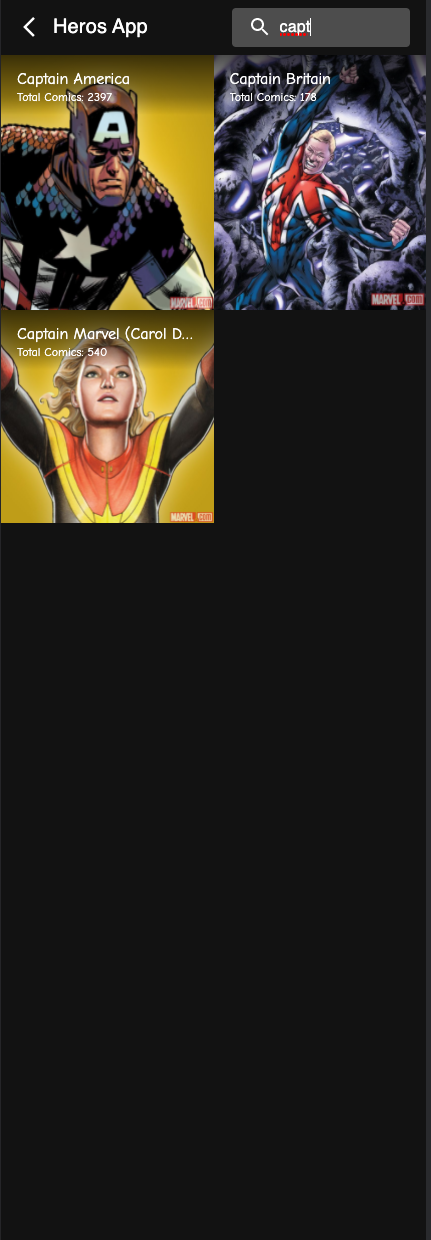 Heros App
capt
Captain America
Total Comics: 2397
Captain Britain
Total Comics: 178
A
MARVEL.COM
MARVEL.COM
Captain Marvel (Carol D...
Total Comics: 540
MARVEL.COM